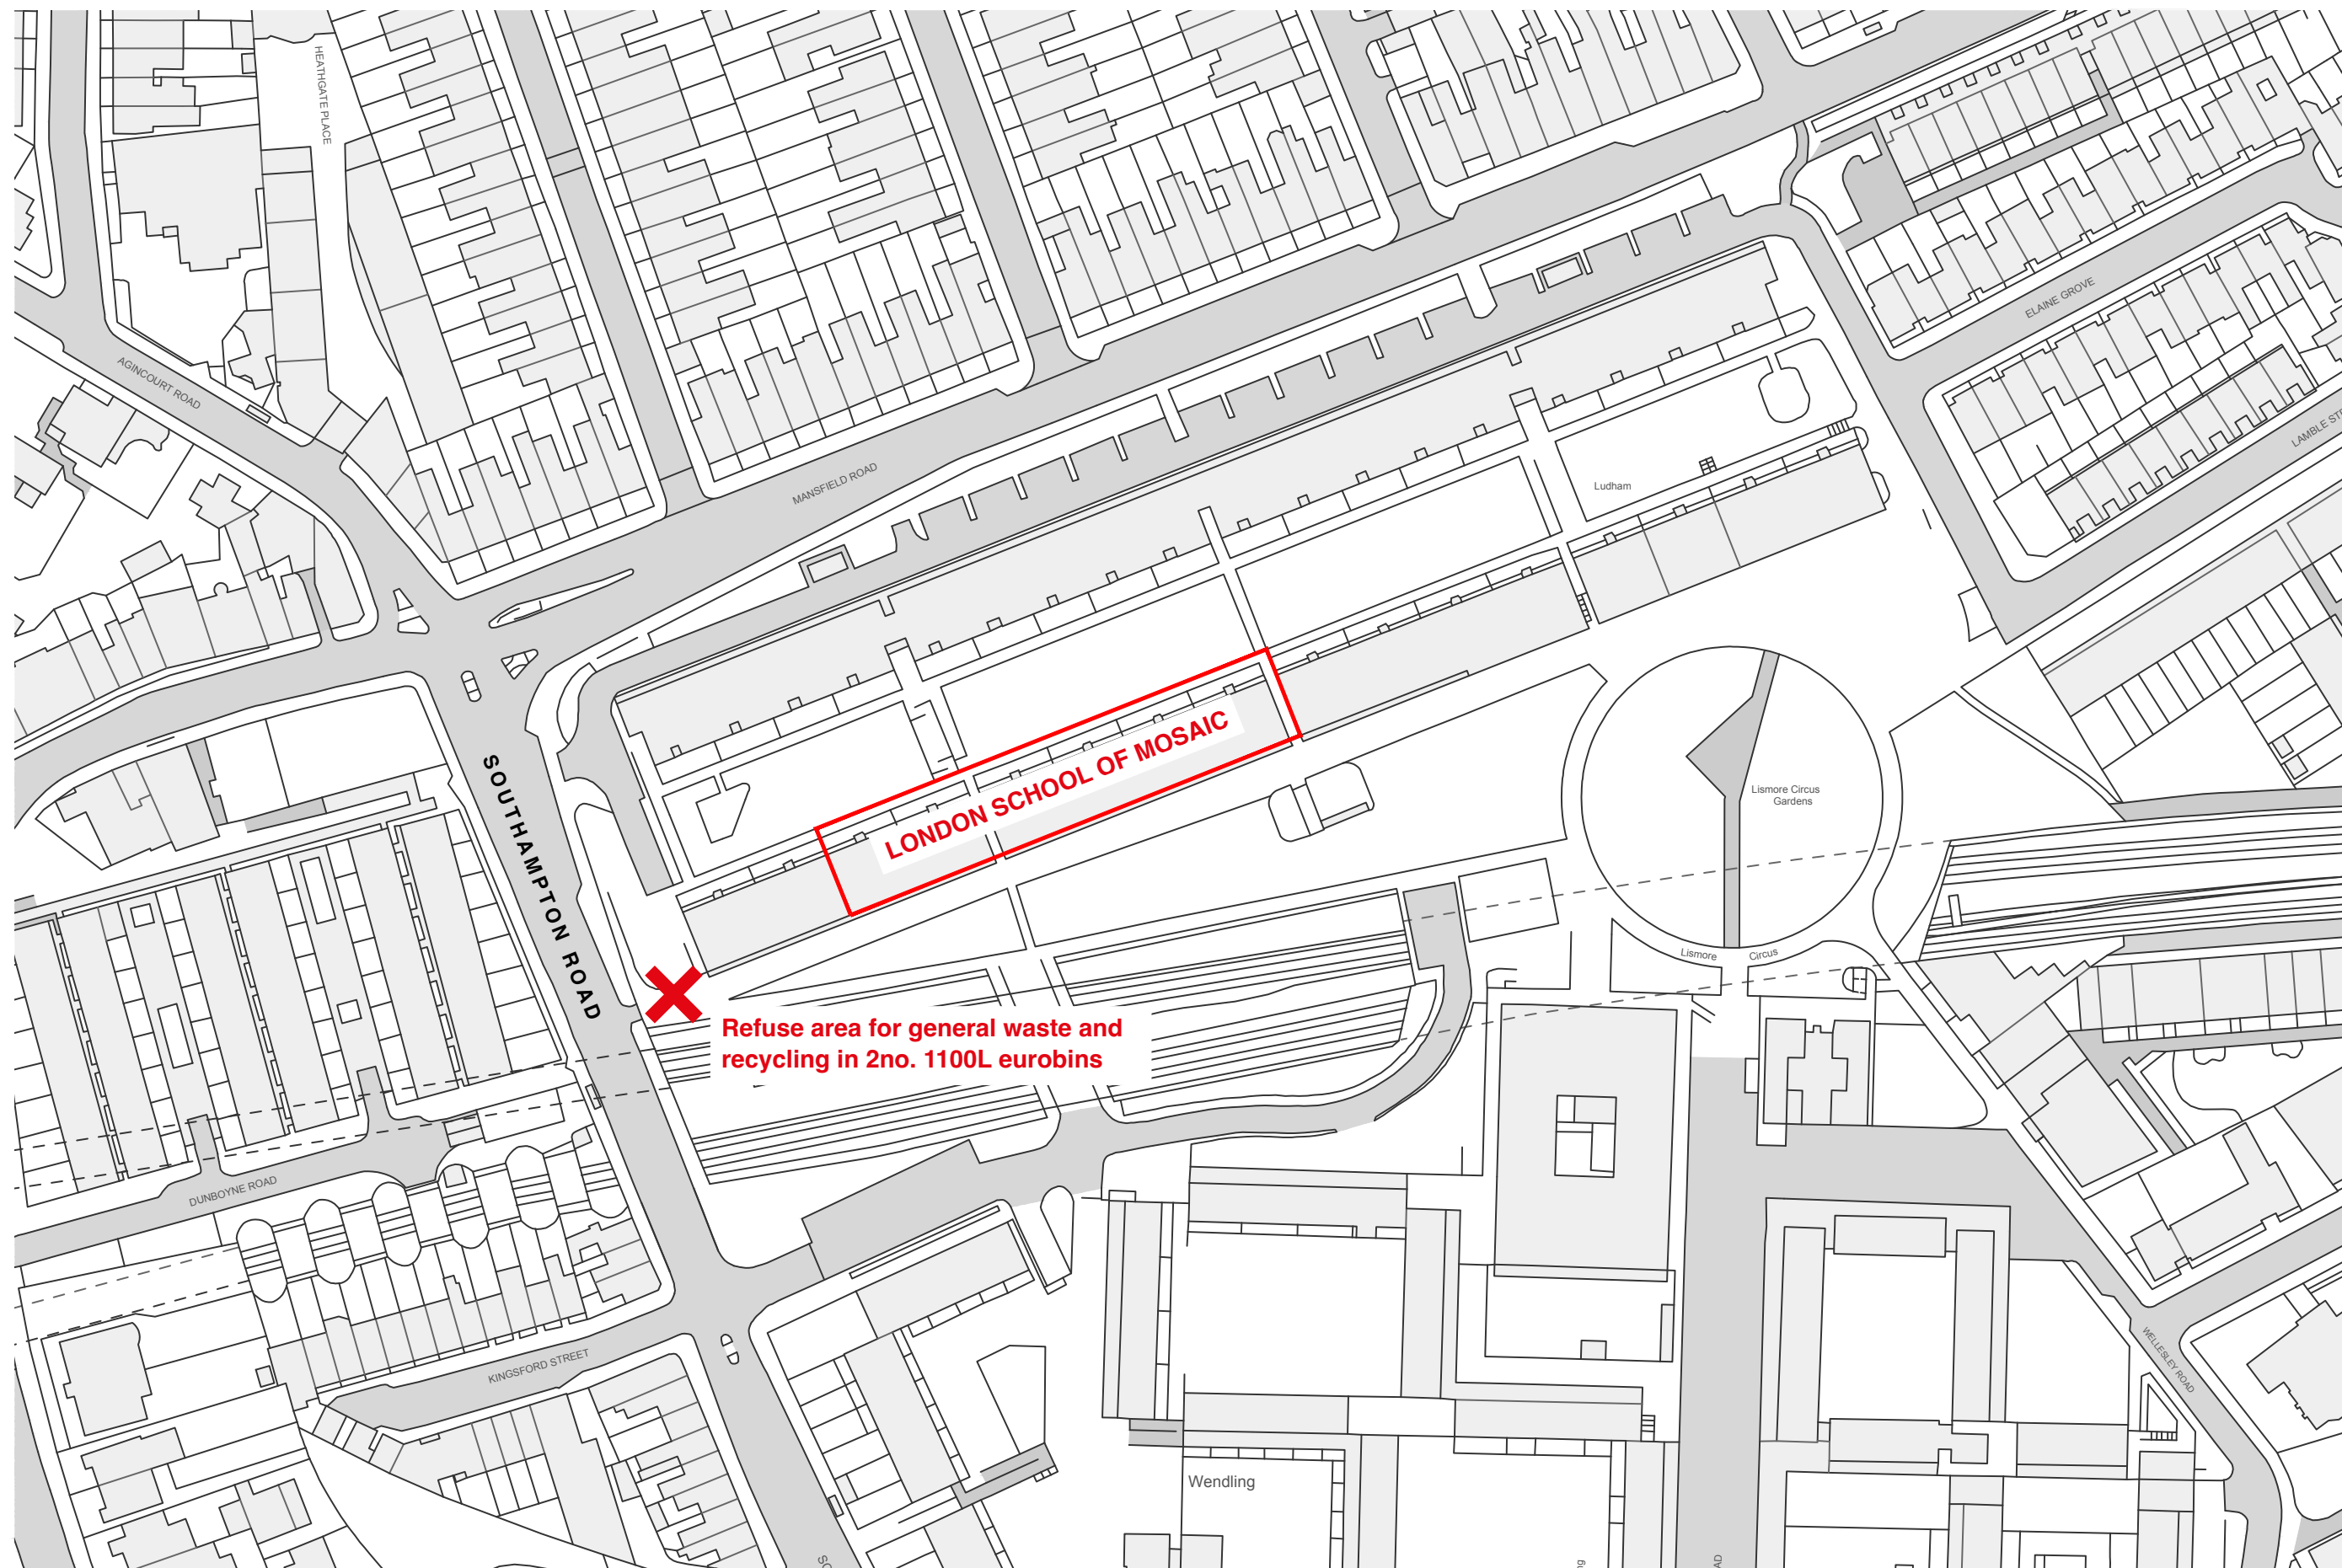 HEATHGATE PLACE
AGINCOURT ROAD
ELAINE GROVE
MANSFIELD ROAD
Ludham
SOUTHAMPTON ROAD
LONDON SCHOOL OF MOSAIC
Lismore Circus
Gardens
Lismore Circus
Refuse area for general waste and
recycling in 2no. 1100L eurobins
DUNBOYNE ROAD
KINGSFORD STREET
WELLESLEY ROAD
Wendling